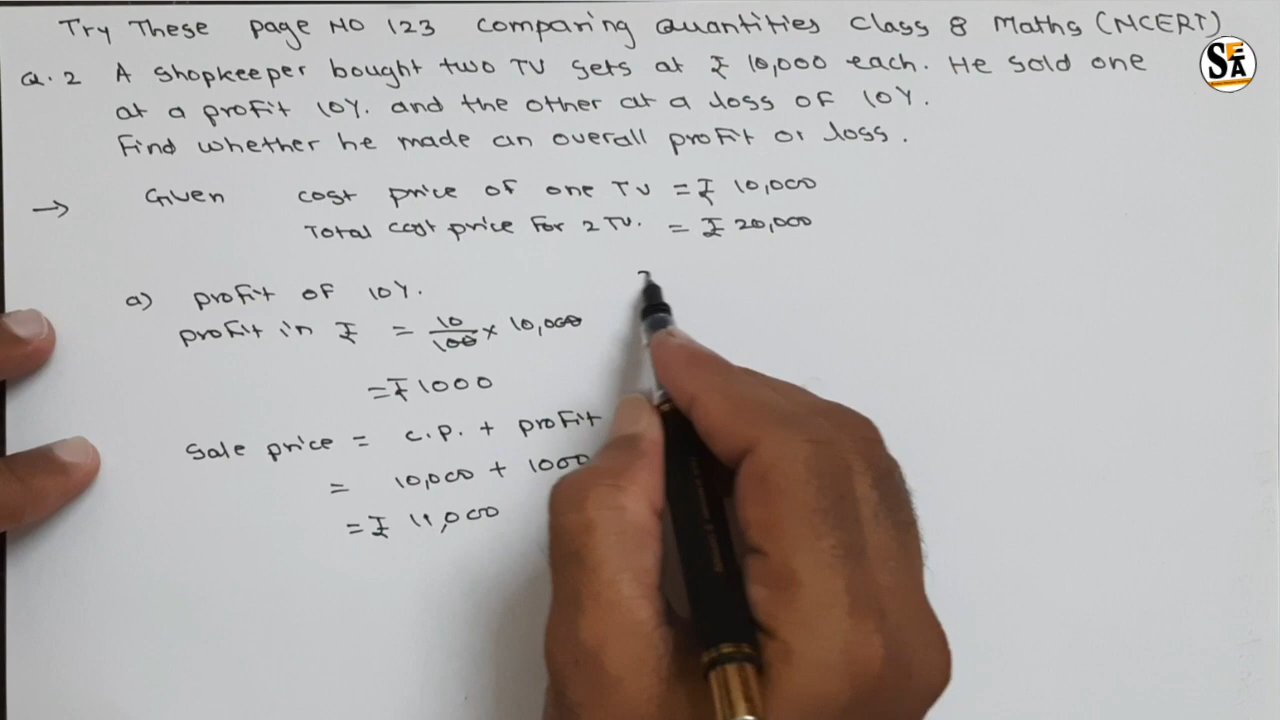 Try These page No 123 comparing quantities class 8 Maths (NCERT)
Q.2 A shopkeeper bought two TV sets at ₹ 10,000 each. He sold one
at a profit 10%. and the other at a loss of 10%.
Find whether he made an overall profit or loss.
→ Given cost price of one TV = ₹ 10,000
Total cost price for 2 TV. = ₹ 20,000
a) profit of 10%.
profit in ₹ = 10/100 × 10,000
= ₹ 1000
Sale price = c.p. + profit
= 10,000 + 1000
= ₹ 11,000
SFA